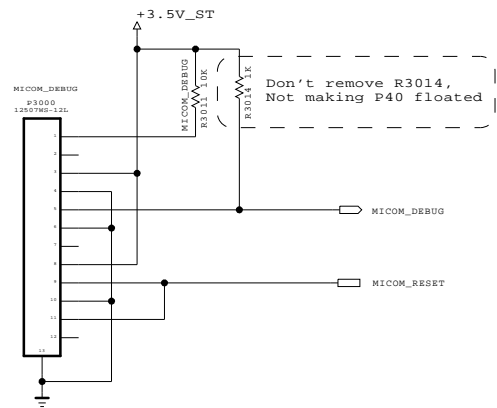 +3.5V_ST
MICOM_DEBUG
P3000
12507WS-12L
MICOM_DEBUG
R3011 10K
R3014 1K
Don't remove R3014,
Not making P40 floated
1
2
3
4
5
6
7
8
9
10
11
12
13
MICOM_DEBUG
MICOM_RESET